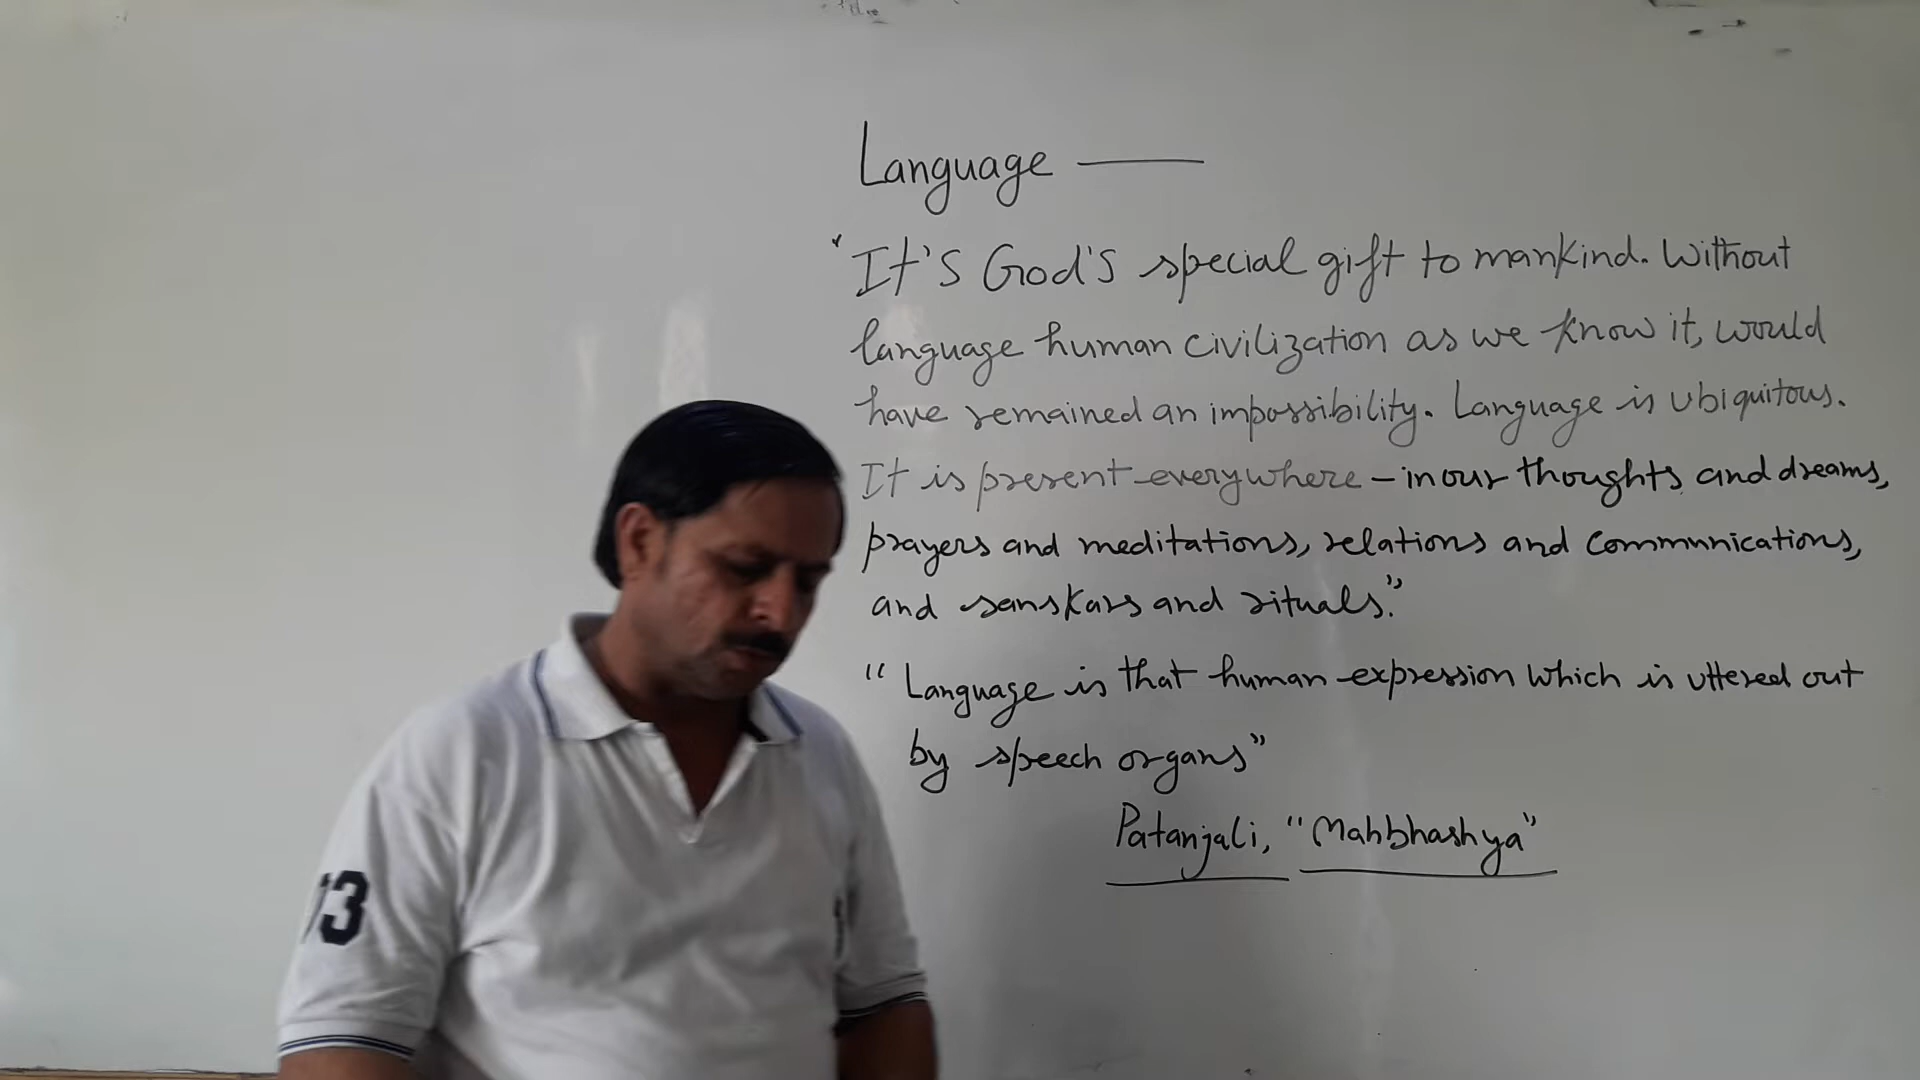 Language ——
"It's God's special gift to mankind. Without
language human civilization as we know it, would
have remained an impossibility. Language is ubiquitous.
It is present everywhere – in our thoughts and dreams,
prayers and meditations, relations and communications,
and sanskars and rituals."
"Language is that human expression which is uttered out
by speech organs"
Patanjali, "Mahbhashya"
3